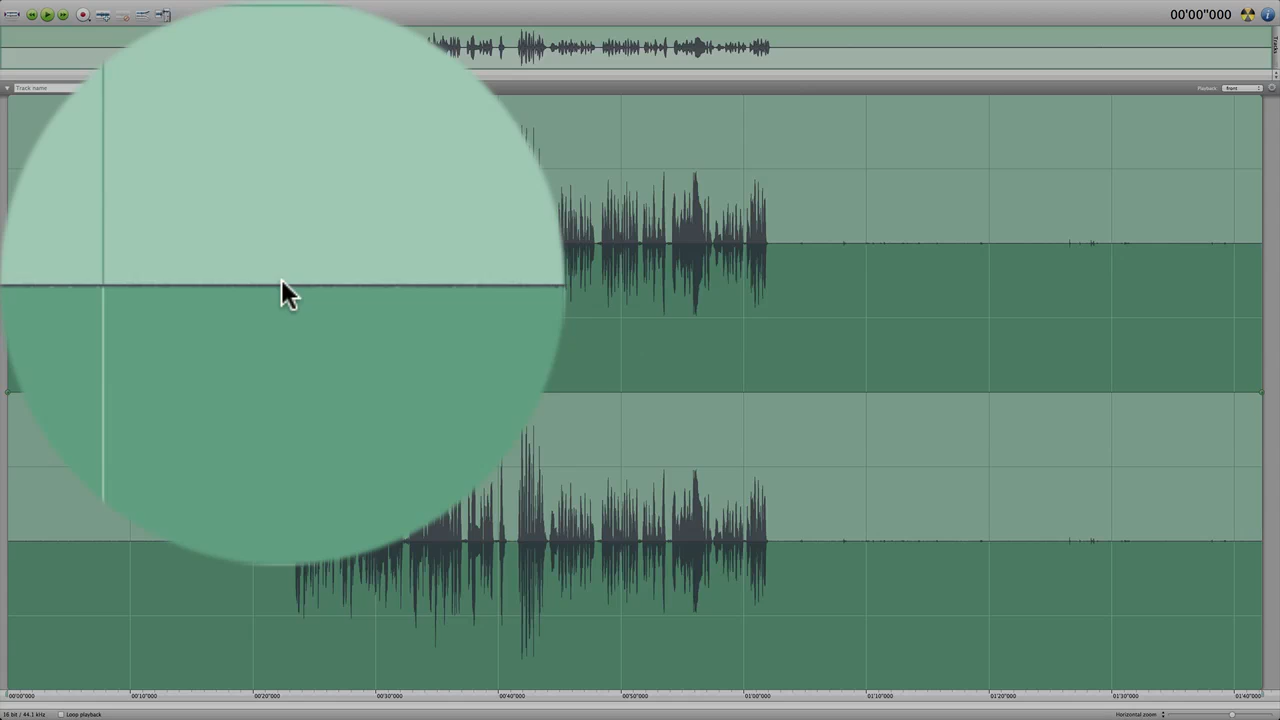 00'00"000
Tracks
Track name
Playback: front
00'00"000 00'10"000 00'20"000 00'30"000 00'40"000 00'50"000 01'00"000 01'10"000 01'20"000 01'30"000 01'40"000
16 bit / 44.1 kHz Loop playback Horizontal zoom